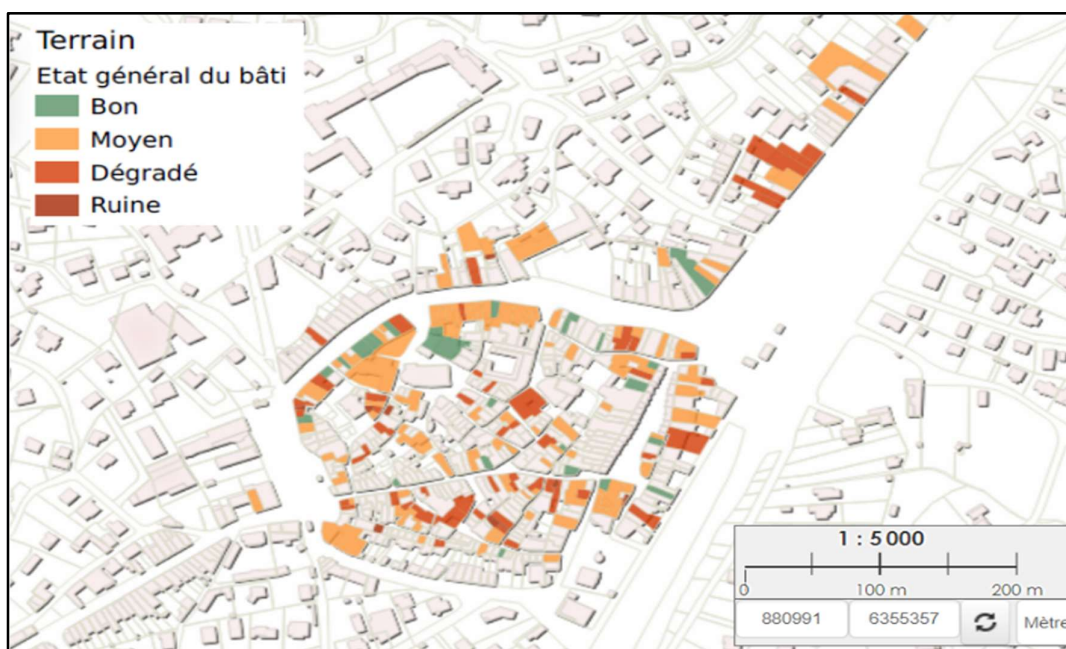 Terrain
Etat général du bâti
Bon
Moyen
Dégradé
Ruine
1 : 5 000
0 100 m 200 m
880991 6355357 Mètre